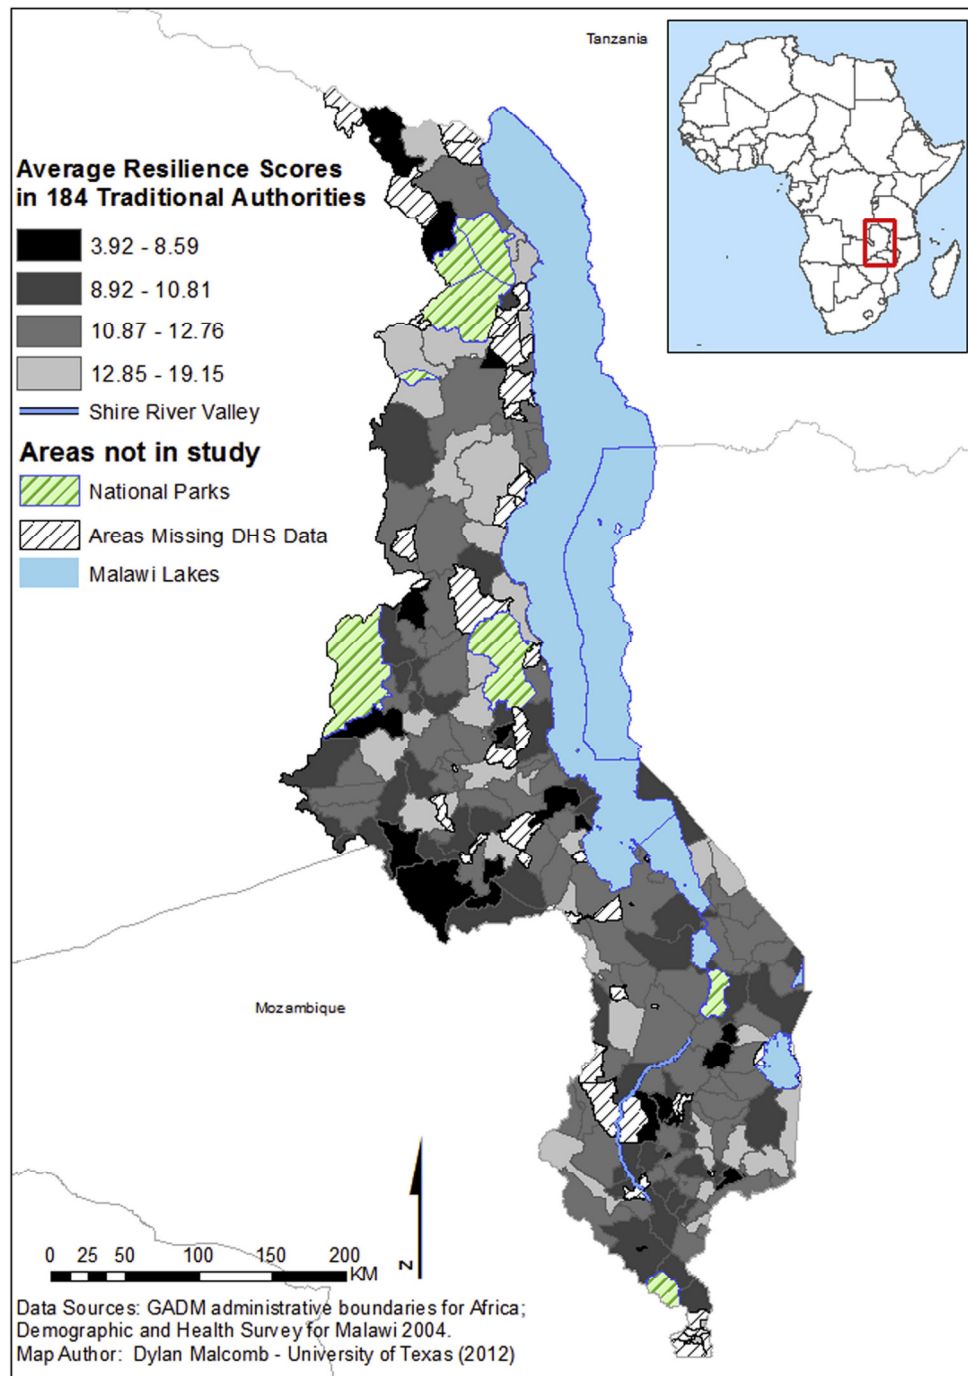 Tanzania
Average Resilience Scores
in 184 Traditional Authorities
3.92 - 8.59
8.92 - 10.81
10.87 - 12.76
12.85 - 19.15
Shire River Valley
Areas not in study
National Parks
Areas Missing DHS Data
Malawi Lakes
Mozambique
0 25 50 100 150 200
KM
N
Data Sources: GADM administrative boundaries for Africa;
Demographic and Health Survey for Malawi 2004.
Map Author: Dylan Malcomb - University of Texas (2012)